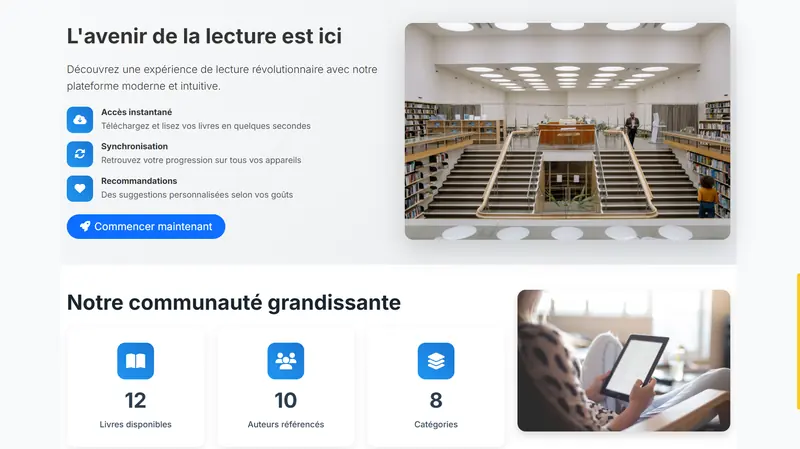 L'avenir de la lecture est ici
Découvrez une expérience de lecture révolutionnaire avec notre
plateforme moderne et intuitive.
Accès instantané
Téléchargez et lisez vos livres en quelques secondes
Synchronisation
Retrouvez votre progression sur tous vos appareils
Recommandations
Des suggestions personnalisées selon vos goûts
Commencer maintenant
Notre communauté grandissante
12
Livres disponibles
10
Auteurs référencés
8
Catégories